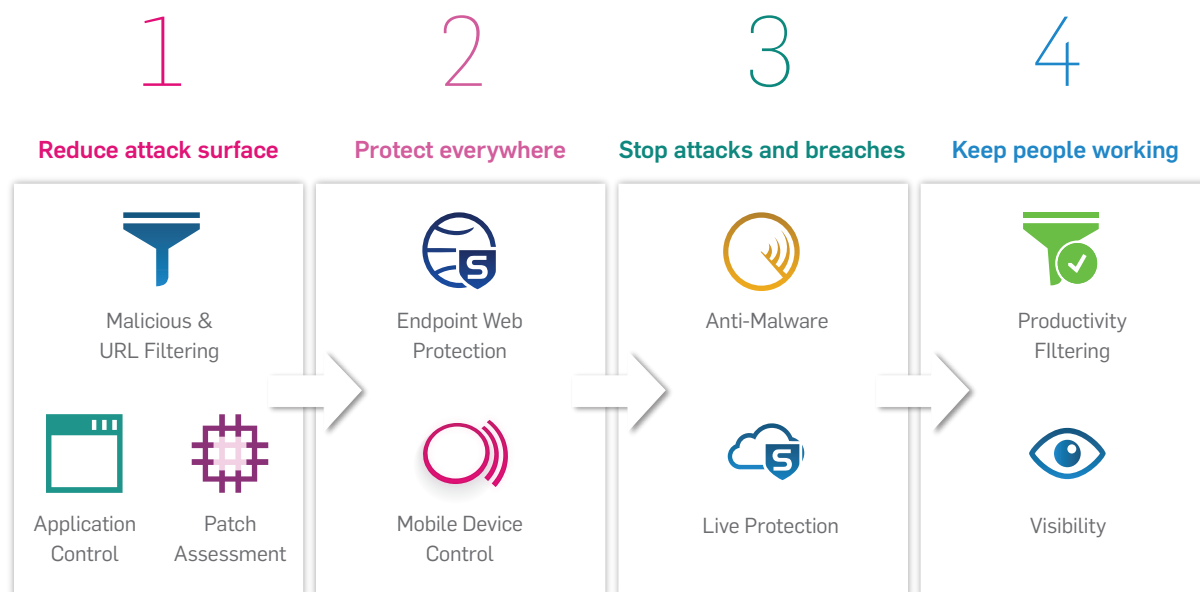 1
2
3
4
Reduce attack surface
Protect everywhere
Stop attacks and breaches
Keep people working
Malicious &
URL Filtering
Endpoint Web
Protection
S
Anti-Malware
Productivity
FIltering
Application
Control
Patch
Assessment
Mobile Device
Control
S
Live Protection
Visibility